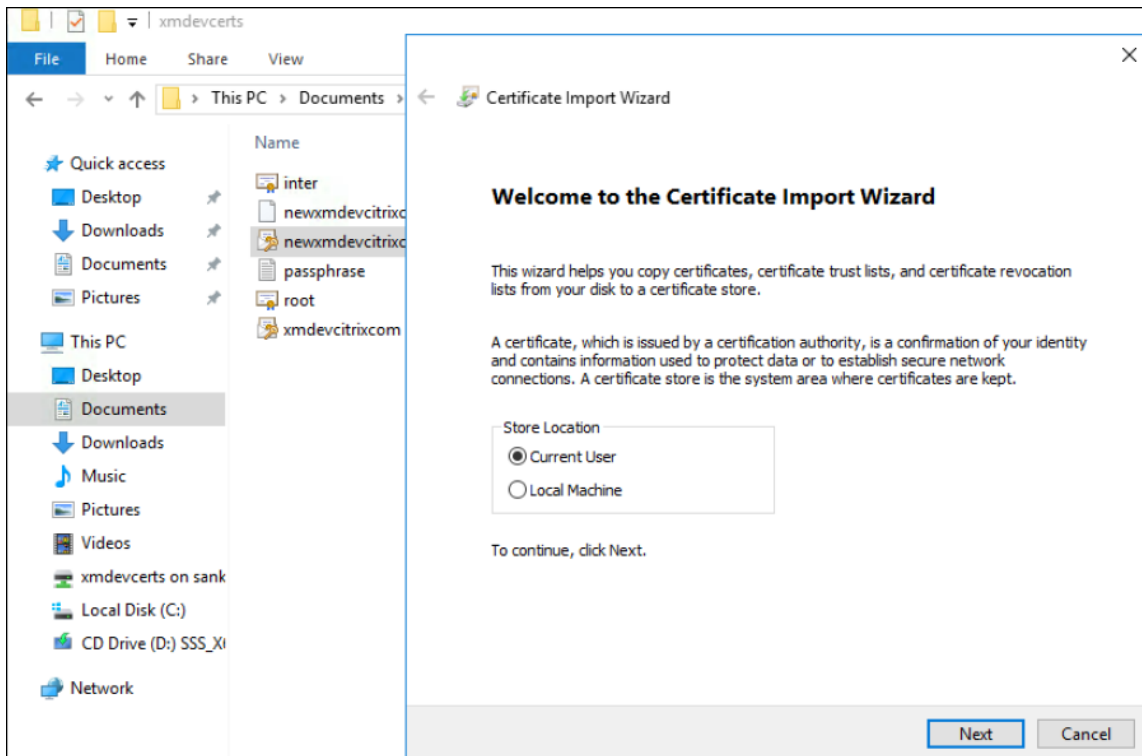 xmdevcerts
File Home Share View
This PC > Documents >
Certificate Import Wizard
Name
Quick access
Desktop
Downloads
Documents
Pictures
This PC
Desktop
Documents
Downloads
Music
Pictures
Videos
xmdevcerts on sank
Local Disk (C:)
CD Drive (D:) SSS_X
Network
inter
newxmdevcitrixc
newxmdevcitrixc
passphrase
root
xmdevcitrixcom
Welcome to the Certificate Import Wizard
This wizard helps you copy certificates, certificate trust lists, and certificate revocation
lists from your disk to a certificate store.
A certificate, which is issued by a certification authority, is a confirmation of your identity
and contains information used to protect data or to establish secure network
connections. A certificate store is the system area where certificates are kept.
Store Location
Current User
Local Machine
To continue, click Next.
Next Cancel